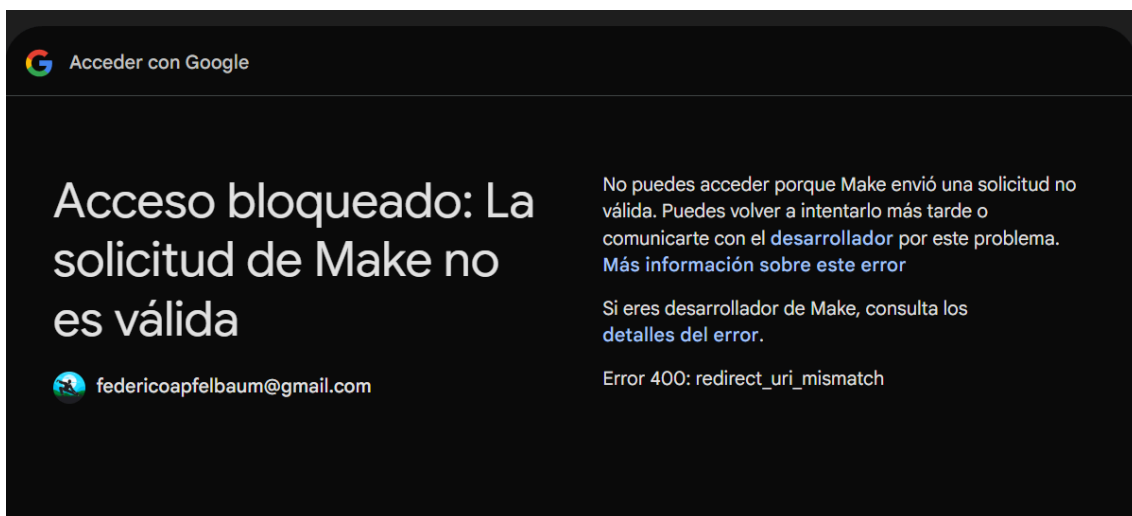 Acceder con Google
Acceso bloqueado: La
solicitud de Make no
es válida
federicoapfelbaum@gmail.com
No puedes acceder porque Make envió una solicitud no
válida. Puedes volver a intentarlo más tarde o
comunicarte con el desarrollador por este problema.
Más información sobre este error
Si eres desarrollador de Make, consulta los
detalles del error.
Error 400: redirect_uri_mismatch